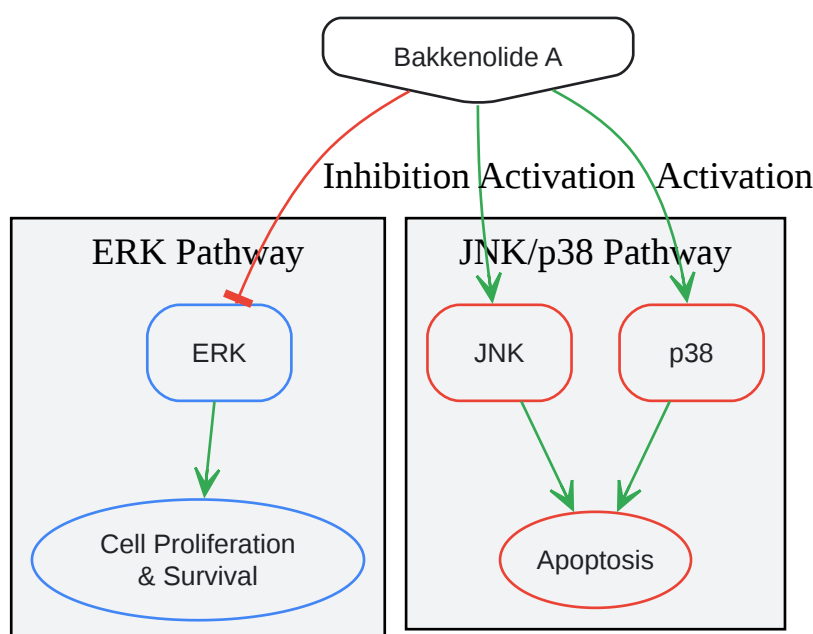 Bakkenolide A
Inhibition
Activation
Activation
ERK Pathway
JNK/p38 Pathway
ERK
JNK
p38
Cell Proliferation
& Survival
Apoptosis